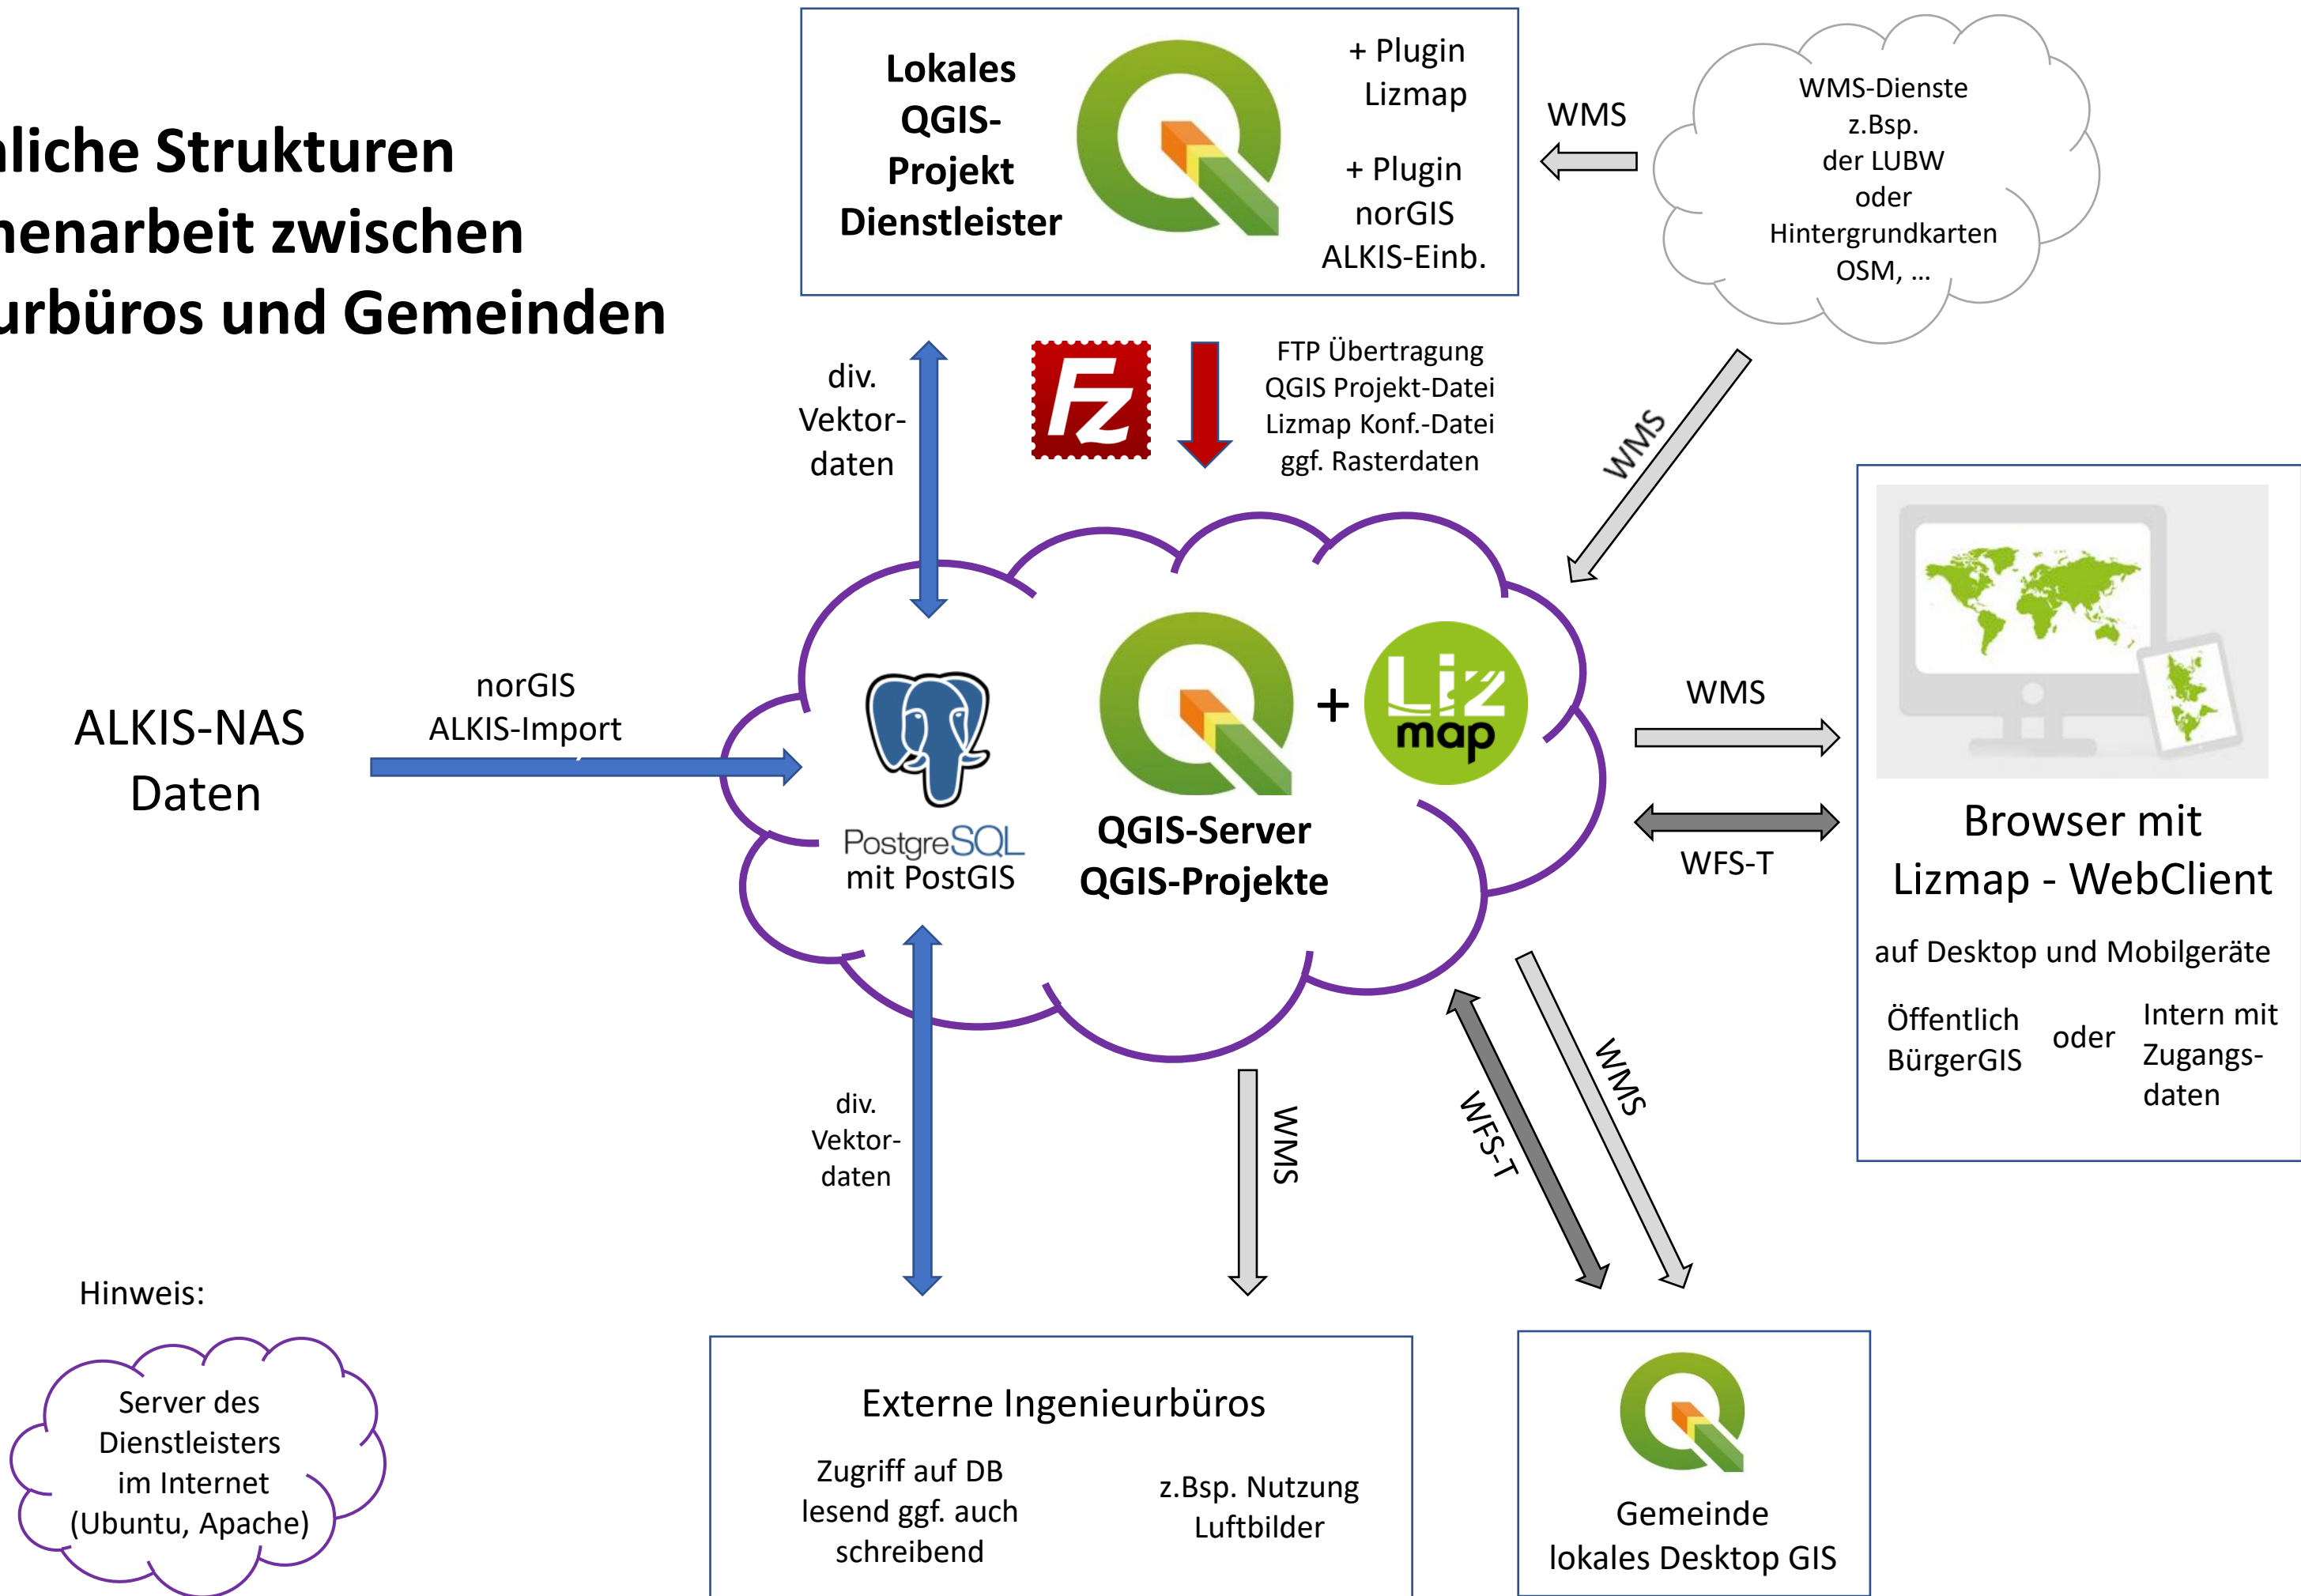 nliche Strukturen
nenarbeit zwischen
urbüros und Gemeinden
Lokales
QGIS-
Projekt
Dienstleister
+ Plugin
Lizmap
+ Plugin
norGIS
ALKIS-Einb.
WMS
WMS-Dienste
z.Bsp.
der LUBW
oder
Hintergrundkarten
OSM, ...
div.
Vektor-
daten
Fz
FTP Übertragung
QGIS Projekt-Datei
Lizmap Konf.-Datei
ggf. Rasterdaten
WMS
ALKIS-NAS
Daten
norGIS
ALKIS-Import
PostgreSQL
mit PostGIS
QGIS-Server
QGIS-Projekte
+
Liz
map
WMS
WFS-T
Browser mit
Lizmap - WebClient
auf Desktop und Mobilgeräte
Öffentlich
BürgerGIS
oder
Intern mit
Zugangs-
daten
div.
Vektor-
daten
WMS
WFS-T
WMS
Hinweis:
Server des
Dienstleisters
im Internet
(Ubuntu, Apache)
Externe Ingenieurbüros
Zugriff auf DB
lesend ggf. auch
schreibend
z.Bsp. Nutzung
Luftbilder
Gemeinde
lokales Desktop GIS